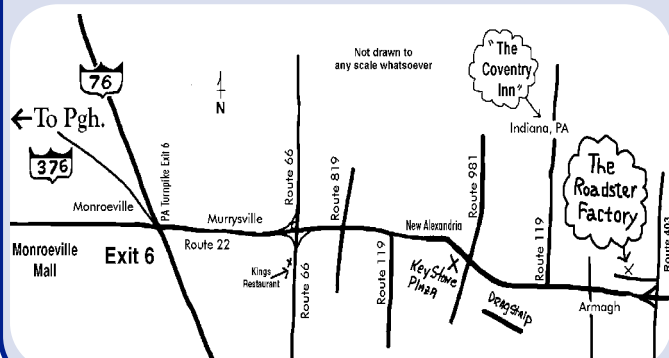 Not drawn to
any scale whatsoever
"The
Coventry
Inn"
76
N
←To Pgh.
376
Indiana, PA
The
Roadster
Factory
PA Turnpike Exit 6
Route 66
Route 819
Route 981
Monroeville
Murrysville
New Alexandria
Route 119
Route 403
Monroeville
Mall
Exit 6
Route 22
Kings
Restaurant
Route 66
Route 119
KeyStone
Plaza
Dragstrip
Armagh